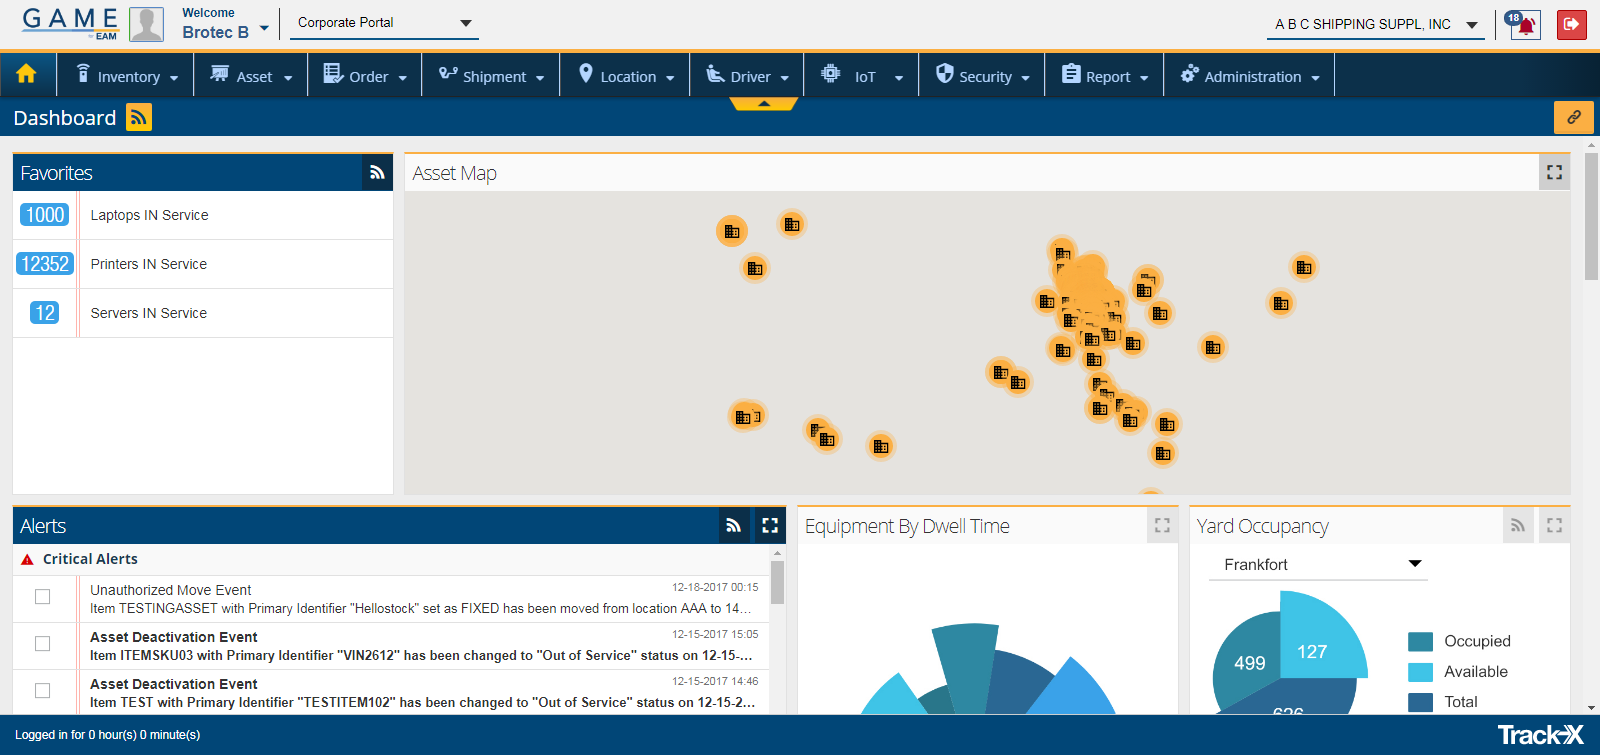 GAME
BY EAM
Welcome
Brotec B
Corporate Portal
A B C SHIPPING SUPPL, INC
18
Inventory
Asset
Order
Shipment
Location
Driver
IoT
Security
Report
Administration
Dashboard
Favorites
1000 Laptops IN Service
12352 Printers IN Service
12 Servers IN Service
Asset Map
Alerts
Critical Alerts
Unauthorized Move Event 12-18-2017 00:15
Item TESTINGASSET with Primary Identifier "Hellostock" set as FIXED has been moved from location AAA to 14...
Asset Deactivation Event 12-15-2017 15:05
Item ITEMSKU03 with Primary Identifier "VIN2612" has been changed to "Out of Service" status on 12-15-...
Asset Deactivation Event 12-15-2017 14:46
Item TEST with Primary Identifier "TESTITEM102" has been changed to "Out of Service" status on 12-15-2...
Equipment By Dwell Time
Yard Occupancy
Frankfort
499
127
626
Occupied
Available
Total
Logged in for 0 hour(s) 0 minute(s)
Track-X